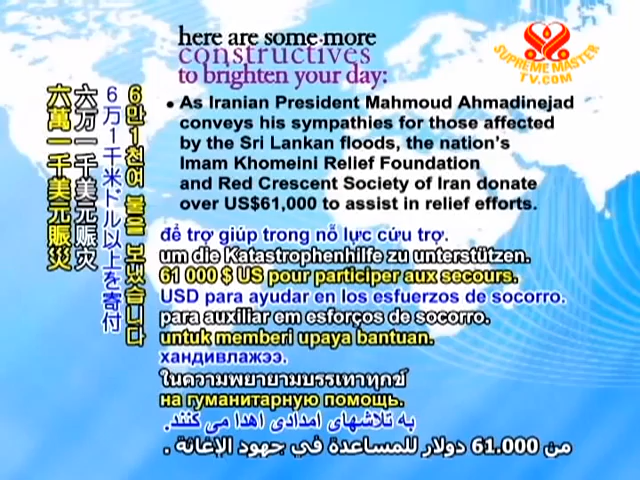 here are some more
constructives
to brighten your day:
SUPREME MASTER
TV.COM
• As Iranian President Mahmoud Ahmadinejad
conveys his sympathies for those affected
by the Sri Lankan floods, the nation's
Imam Khomeini Relief Foundation
and Red Crescent Society of Iran donate
over US$61,000 to assist in relief efforts.
六萬一千美元賑災
六万一千美元赈灾
6万1千米ドル以上を寄付
6만 1천여 불을 보냈습니다
để trợ giúp trong nỗ lực cứu trợ.
um die Katastrophenhilfe zu unterstützen.
61 000 $ US pour participer aux secours.
USD para ayudar en los esfuerzos de socorro.
para auxiliar em esforços de socorro.
untuk memberi upaya bantuan.
хандивлажээ.
ในความพยายามบรรเทาทุกข์
на гуманитарную помощь.
به تلاشهای امدادی اهدا می کنند.
من 61.000 دولار للمساعدة في جهود الإغاثة .